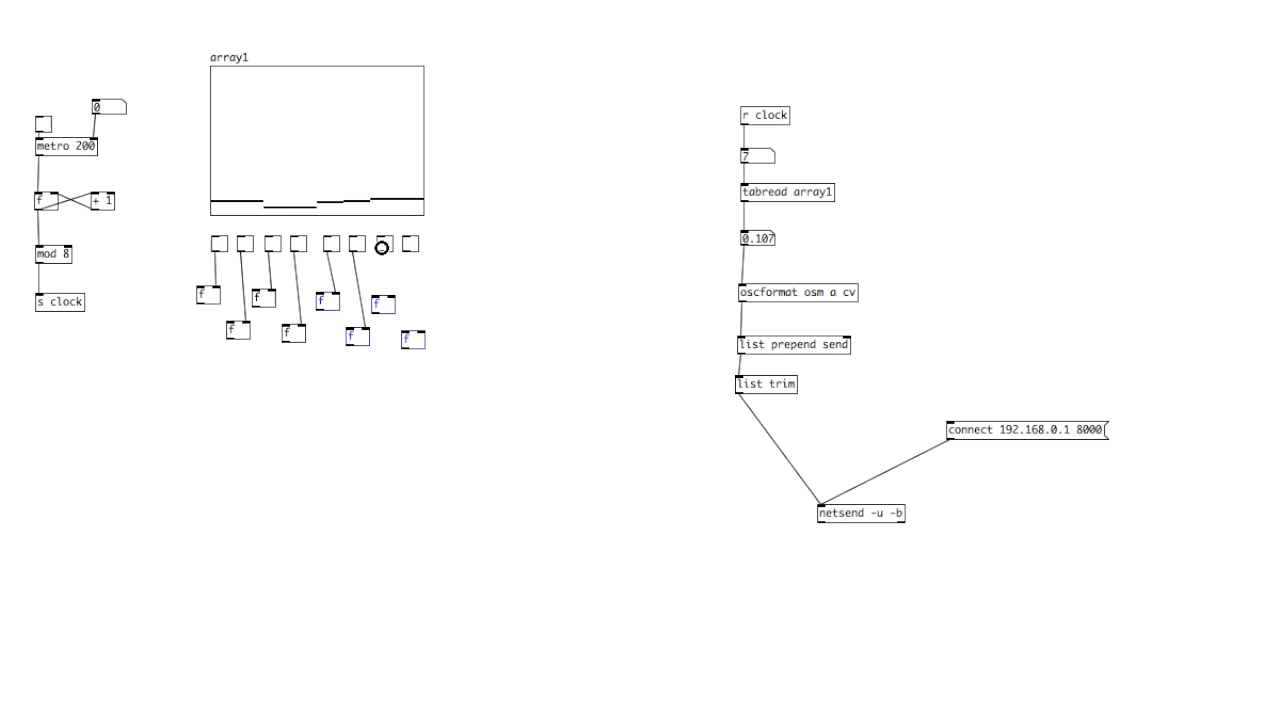 array1
0
metro 200
f
+ 1
mod 8
s clock
f
f
f
f
f
f
f
f
r clock
7
tabread array1
0.107
oscformat osm a cv
list prepend send
list trim
connect 192.168.0.1 8000
netsend -u -b